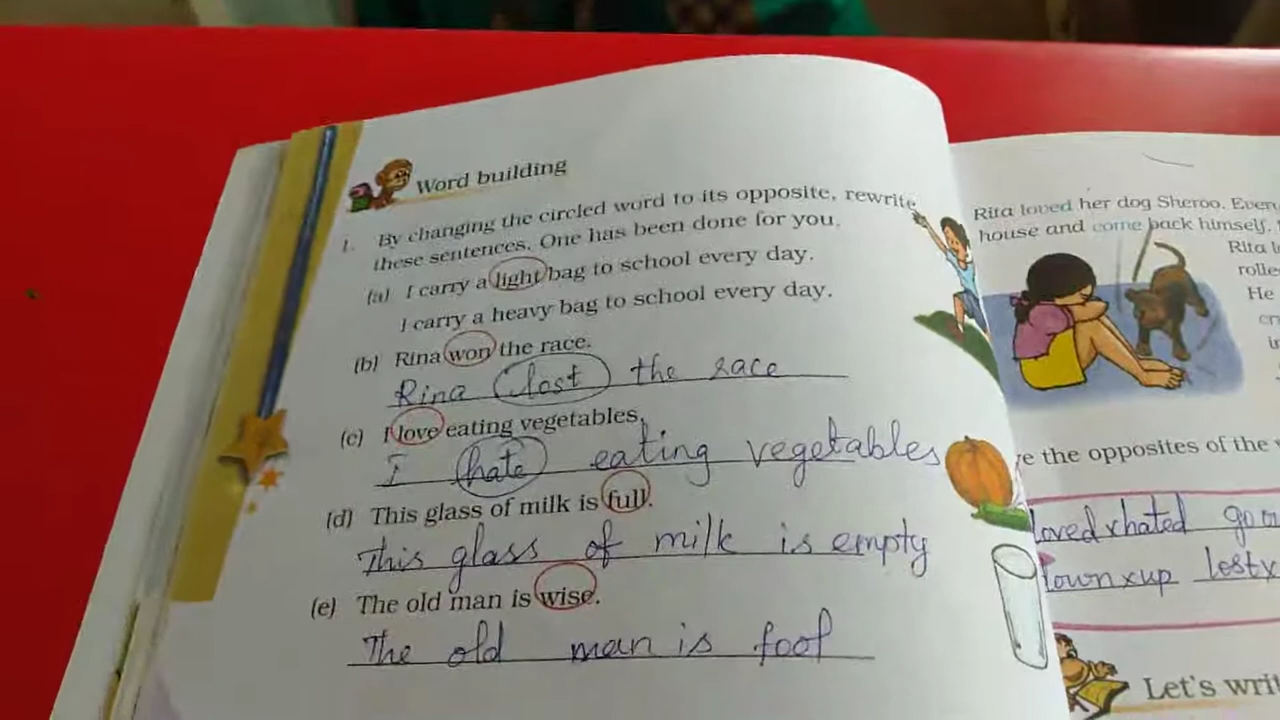 Word building
1. By changing the circled word to its opposite, rewrite
these sentences. One has been done for you.
(a) I carry a light bag to school every day.
I carry a heavy bag to school every day.
(b) Rina won the race.
Rina lost the race
(c) I love eating vegetables.
I hate eating vegetables
(d) This glass of milk is full.
This glass of milk is empty
(e) The old man is wise.
The old man is fool
Rita loved her dog Sheroo. Even
house and come back himself.
Rita
rolle
He
cr
e the opposites of the
loved x hated
down x up lest x
Let's writ